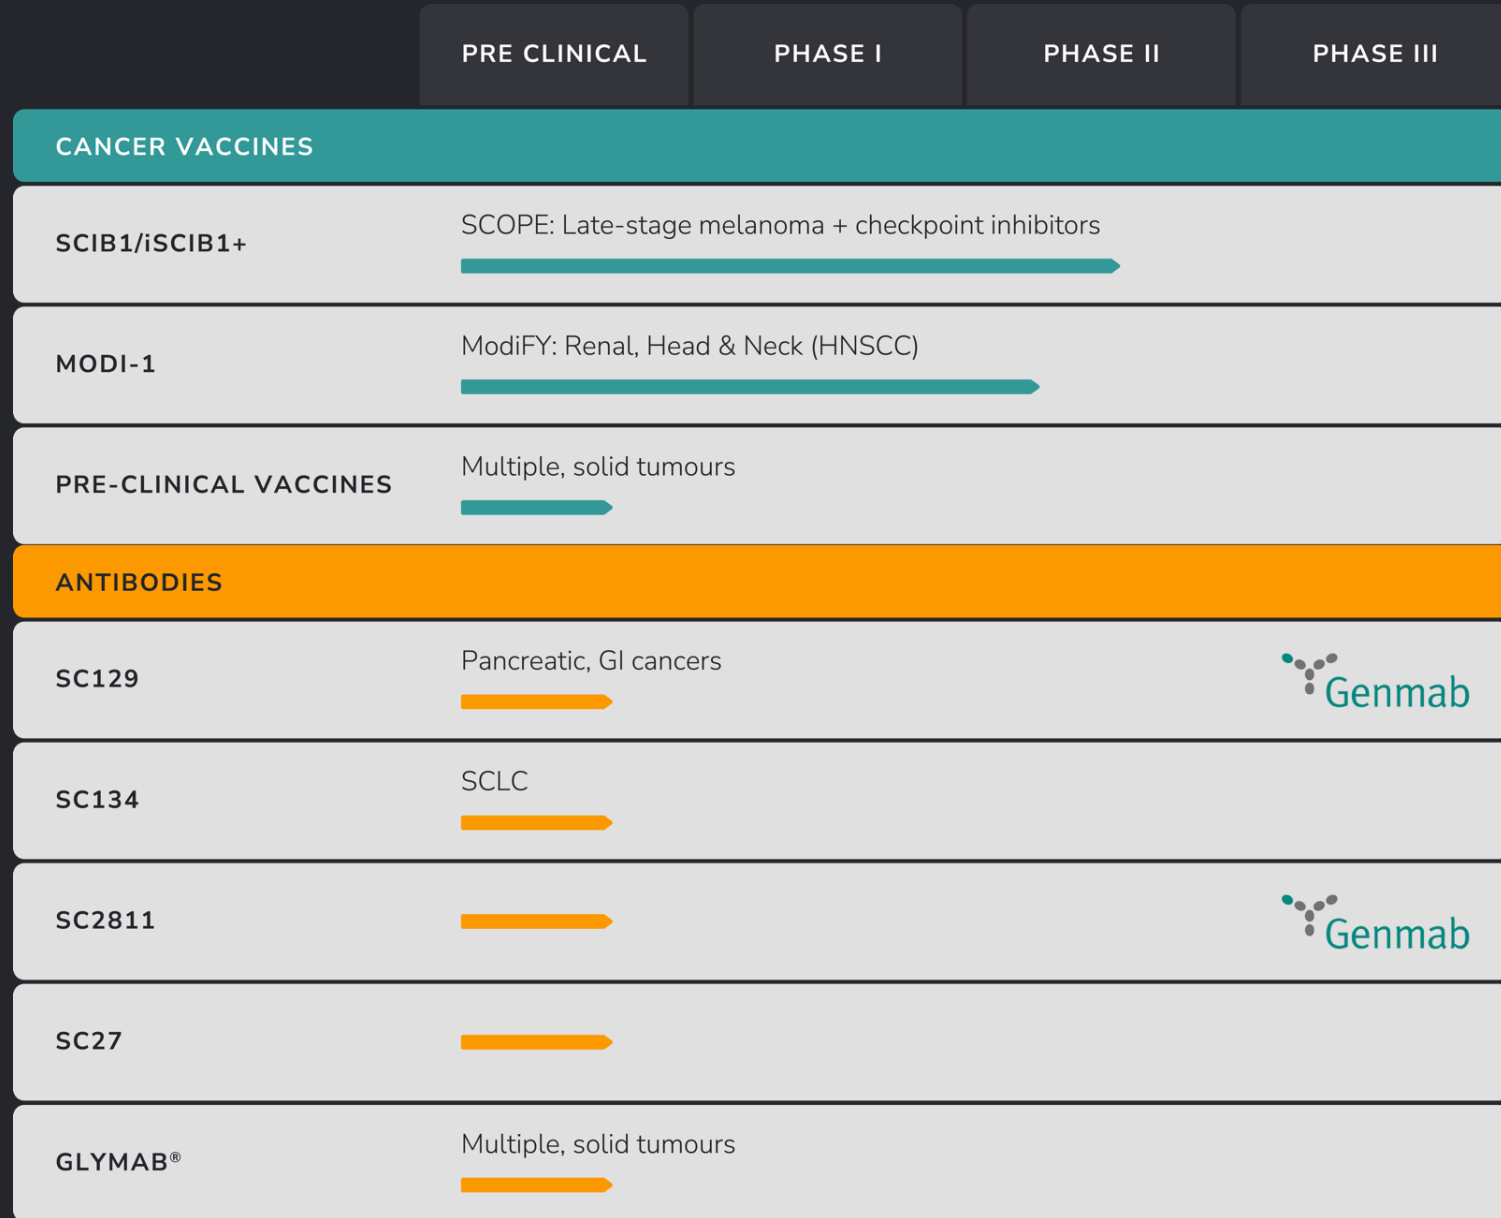 PRE CLINICAL PHASE I PHASE II PHASE III
CANCER VACCINES
SCIB1/iSCIB1+
SCOPE: Late-stage melanoma + checkpoint inhibitors
MODI-1
ModiFY: Renal, Head & Neck (HNSCC)
PRE-CLINICAL VACCINES
Multiple, solid tumours
ANTIBODIES
SC129
Pancreatic, GI cancers
Genmab
SC134
SCLC
SC2811
Genmab
SC27
GLYMAB®
Multiple, solid tumours